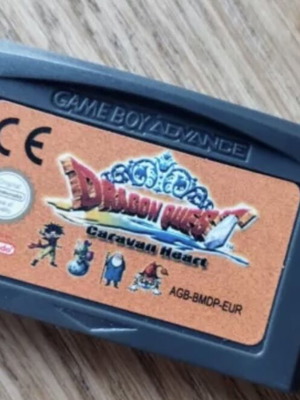 GAME BOY ADVANCE
CE
DRAGON QUEST
Caravan Heart
AGB-BMDP-EUR